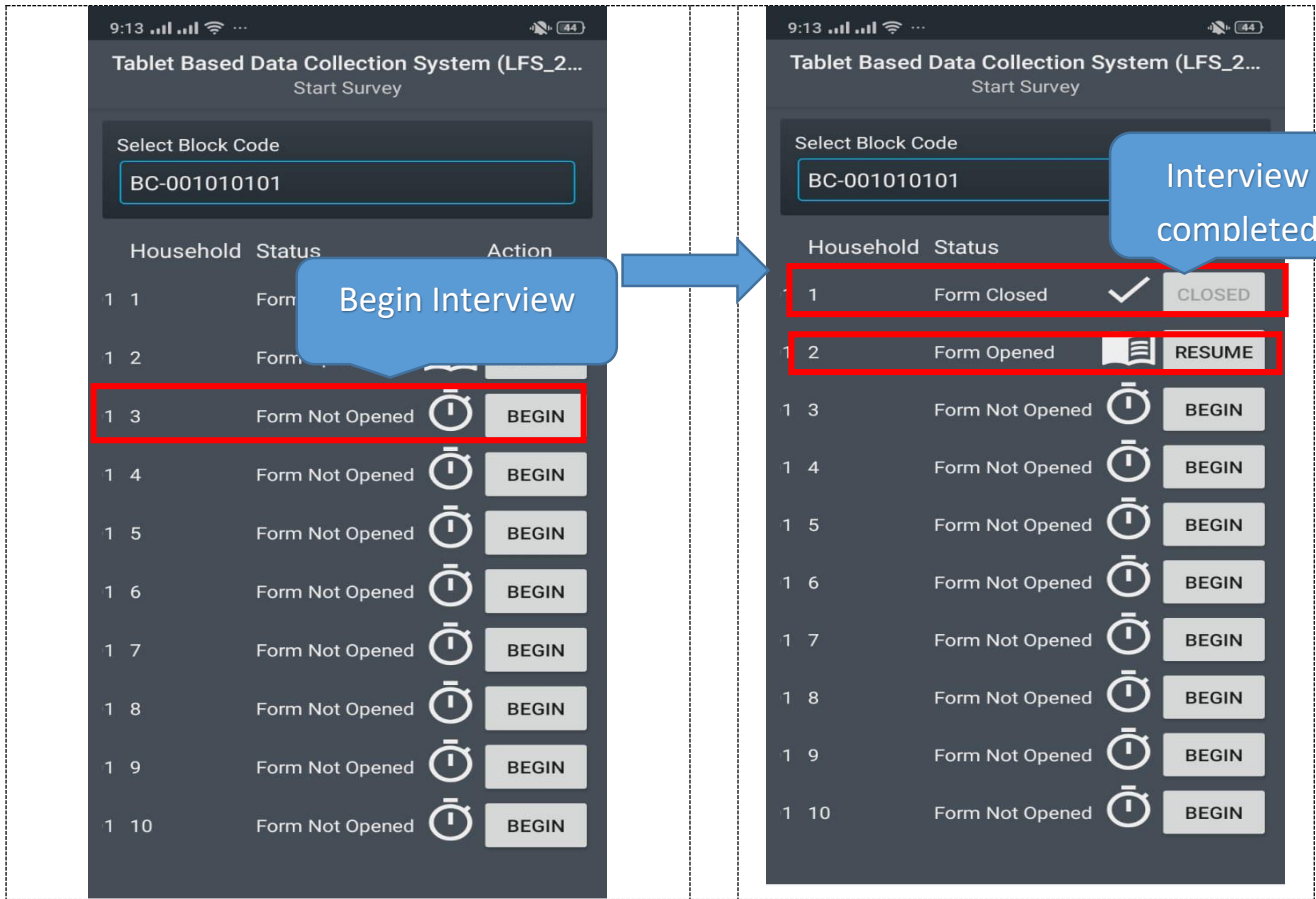 9:13 ...
44
Tablet Based Data Collection System (LFS_2...
Start Survey
Select Block Code
BC-001010101
Household Status Action
Begin Interview
1 1 Form
1 2 Form
1 3 Form Not Opened BEGIN
1 4 Form Not Opened BEGIN
1 5 Form Not Opened BEGIN
1 6 Form Not Opened BEGIN
1 7 Form Not Opened BEGIN
1 8 Form Not Opened BEGIN
1 9 Form Not Opened BEGIN
1 10 Form Not Opened BEGIN
9:13 ...
44
Tablet Based Data Collection System (LFS_2...
Start Survey
Select Block Code
BC-001010101
Interview
completed
Household Status
1 1 Form Closed CLOSED
1 2 Form Opened RESUME
1 3 Form Not Opened BEGIN
1 4 Form Not Opened BEGIN
1 5 Form Not Opened BEGIN
1 6 Form Not Opened BEGIN
1 7 Form Not Opened BEGIN
1 8 Form Not Opened BEGIN
1 9 Form Not Opened BEGIN
1 10 Form Not Opened BEGIN